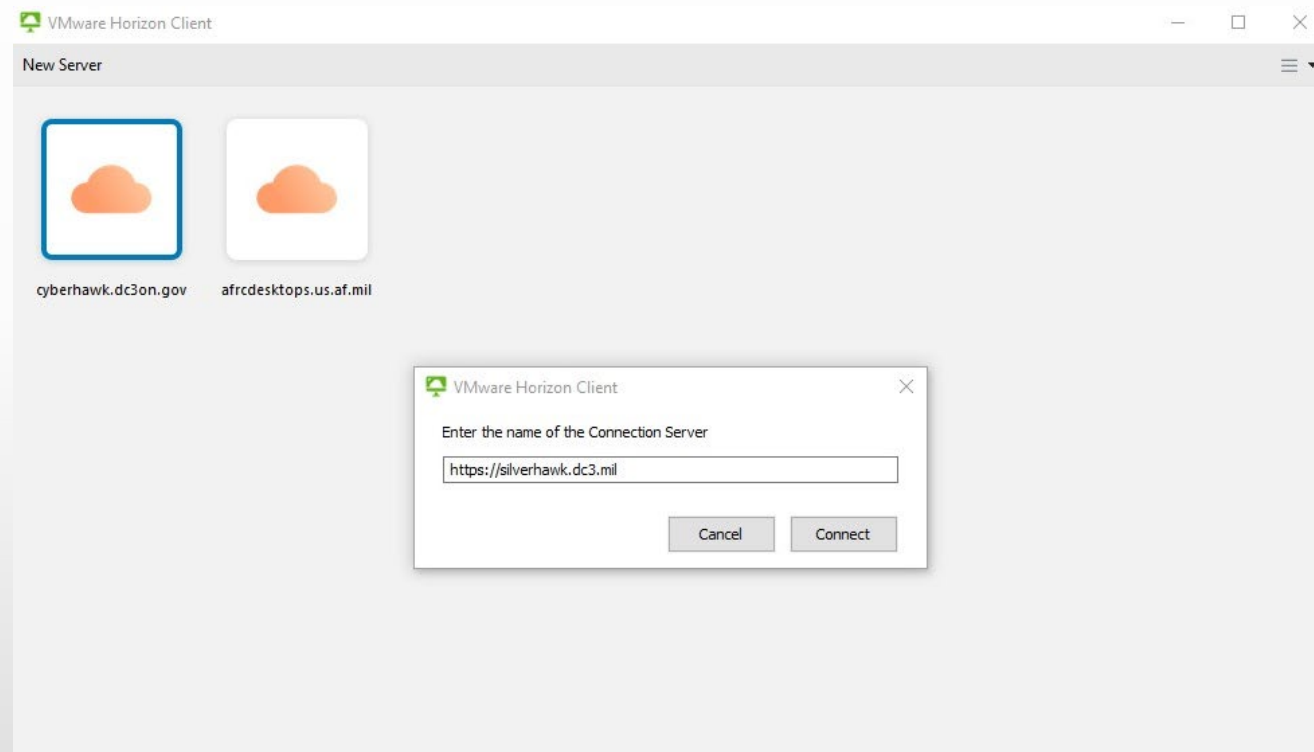 VMware Horizon Client
New Server
cyberhawk.dc3on.gov
afrcdesktops.us.af.mil
VMware Horizon Client
Enter the name of the Connection Server
https://silverhawk.dc3.mil
Cancel
Connect